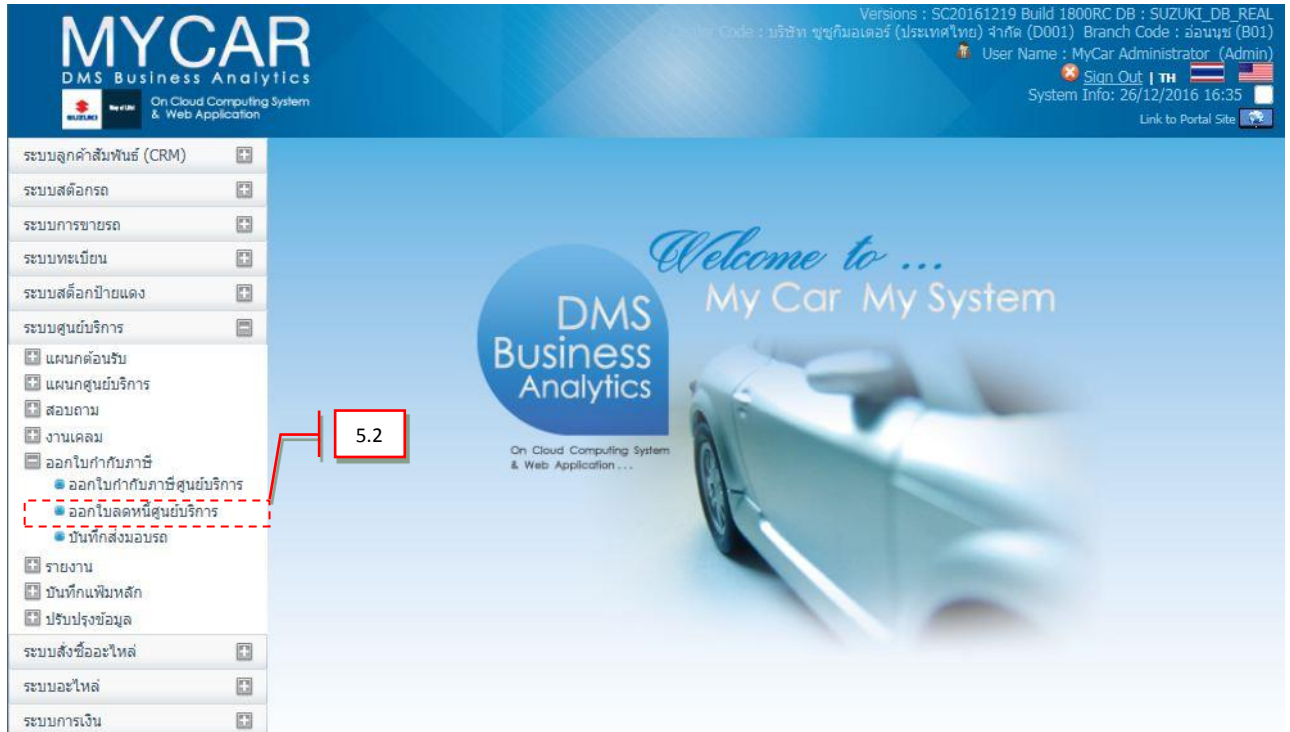 MYCAR
DMS Business Analytics
SUZUKI
Way of Life!
On Cloud Computing System
& Web Application
Versions : SC20161219 Build 1800RC DB : SUZUKI_DB_REAL
Code : บริษัท ซูซูกิมอเตอร์ (ประเทศไทย) จำกัด (D001) Branch Code : อ่อนนุช (B01)
User Name : MyCar Administrator (Admin)
Sign Out | TH
System Info: 26/12/2016 16:35
Link to Portal Site
ระบบลูกค้าสัมพันธ์ (CRM)
ระบบสต๊อกรถ
ระบบการขายรถ
ระบบทะเบียน
ระบบสต็อกป้ายแดง
ระบบศูนย์บริการ
แผนกต้อนรับ
แผนกศูนย์บริการ
สอบถาม
งานเคลม
ออกใบกำกับภาษี
ออกใบกำกับภาษีศูนย์บริการ
ออกใบลดหนี้ศูนย์บริการ
บันทึกส่งมอบรถ
รายงาน
บันทึกแฟ้มหลัก
ปรับปรุงข้อมูล
ระบบสั่งซื้ออะไหล่
ระบบอะไหล่
ระบบการเงิน
5.2
Welcome to ...
My Car My System
DMS
Business
Analytics
On Cloud Computing System
& Web Application ...